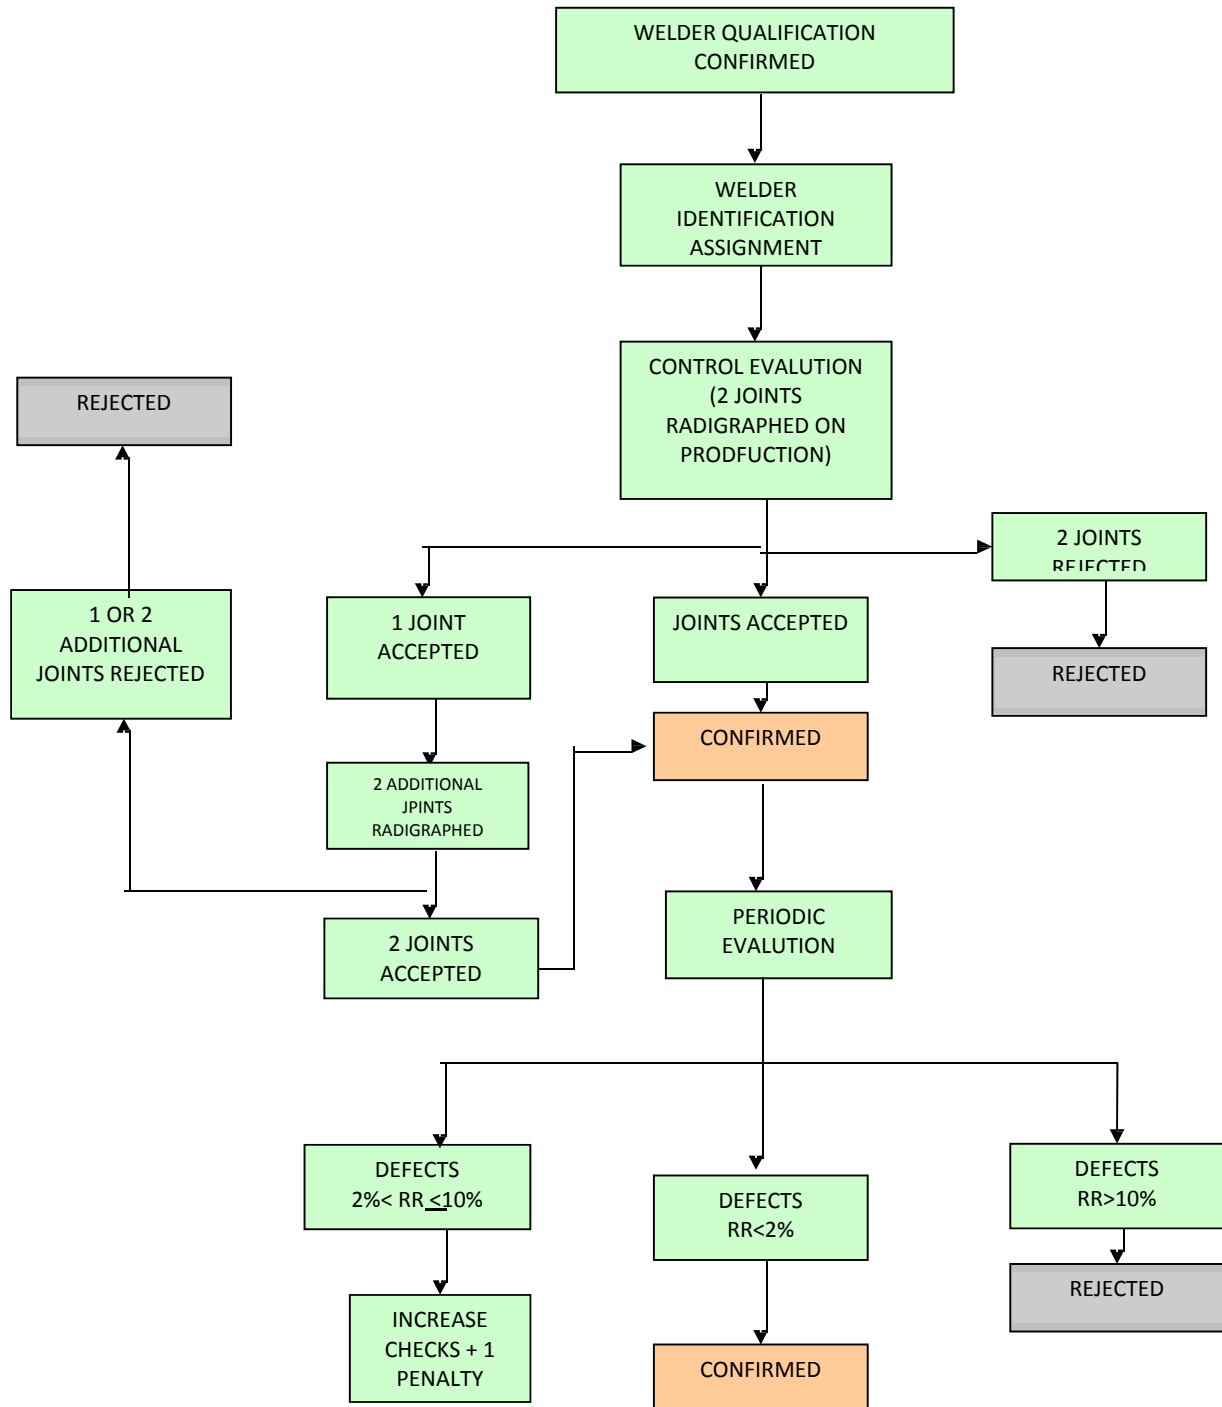 WELDER QUALIFICATION
CONFIRMED
WELDER
IDENTIFICATION
ASSIGNMENT
CONTROL EVALUTION
(2 JOINTS
RADIGRAPHED ON
PRODFUCTION)
REJECTED
2 JOINTS
REJECTED
1 OR 2
ADDITIONAL
JOINTS REJECTED
1 JOINT
ACCEPTED
JOINTS ACCEPTED
REJECTED
CONFIRMED
2 ADDITIONAL
JPINTS
RADIGRAPHED
2 JOINTS
ACCEPTED
PERIODIC
EVALUTION
DEFECTS
2%< RR <10%
DEFECTS
RR<2%
DEFECTS
RR>10%
REJECTED
INCREASE
CHECKS + 1
PENALTY
CONFIRMED